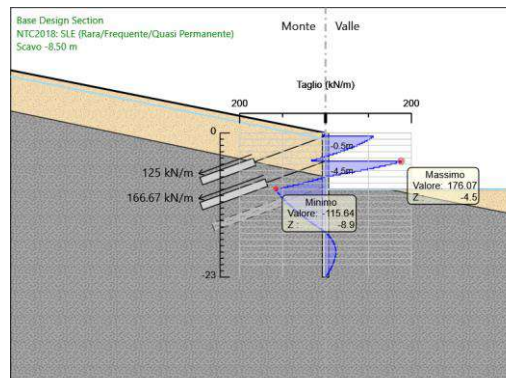 Base Design Section
NTC2018: SLE (Rara/Frequente/Quasi Permanente)
Scavo -8.50 m
Monte Valle
Taglio (kN/m)
200 200
0
-0.5m
-4.5m
125 kN/m
166.67 kN/m
Massimo
Valore: 176.07
Z : -4.5
Minimo
Valore: -115.64
Z : -8.9
-23